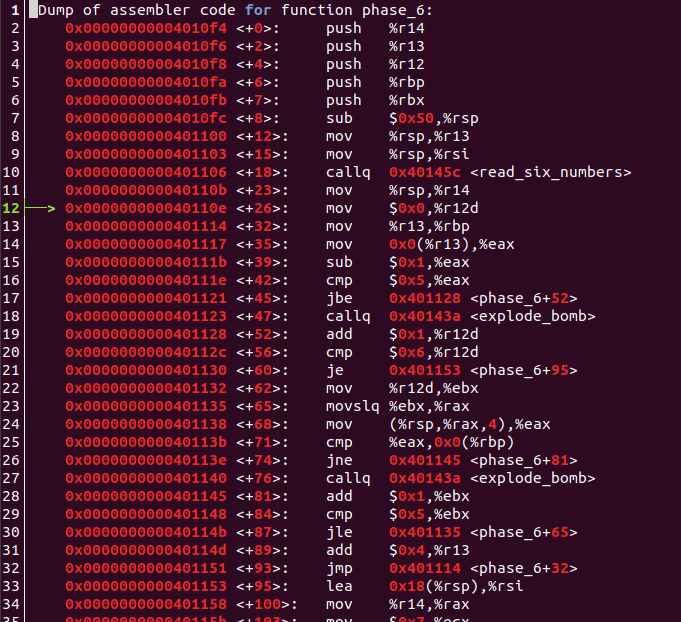 1 Dump of assembler code for function phase_6:
2 0x00000000004010f4 <+0>: push %r14
3 0x00000000004010f6 <+2>: push %r13
4 0x00000000004010f8 <+4>: push %r12
5 0x00000000004010fa <+6>: push %rbp
6 0x00000000004010fb <+7>: push %rbx
7 0x00000000004010fc <+8>: sub $0x50,%rsp
8 0x0000000000401100 <+12>: mov %rsp,%r13
9 0x0000000000401103 <+15>: mov %rsp,%rsi
10 0x0000000000401106 <+18>: callq 0x40145c <read_six_numbers>
11 0x000000000040110b <+23>: mov %rsp,%r14
12 ──> 0x000000000040110e <+26>: mov $0x0,%r12d
13 0x0000000000401114 <+32>: mov %r13,%rbp
14 0x0000000000401117 <+35>: mov 0x0(%r13),%eax
15 0x000000000040111b <+39>: sub $0x1,%eax
16 0x000000000040111e <+42>: cmp $0x5,%eax
17 0x0000000000401121 <+45>: jbe 0x401128 <phase_6+52>
18 0x0000000000401123 <+47>: callq 0x40143a <explode_bomb>
19 0x0000000000401128 <+52>: add $0x1,%r12d
20 0x000000000040112c <+56>: cmp $0x6,%r12d
21 0x0000000000401130 <+60>: je 0x401153 <phase_6+95>
22 0x0000000000401132 <+62>: mov %r12d,%ebx
23 0x0000000000401135 <+65>: movslq %ebx,%rax
24 0x0000000000401138 <+68>: mov (%rsp,%rax,4),%eax
25 0x000000000040113b <+71>: cmp %eax,0x0(%rbp)
26 0x000000000040113e <+74>: jne 0x401145 <phase_6+81>
27 0x0000000000401140 <+76>: callq 0x40143a <explode_bomb>
28 0x0000000000401145 <+81>: add $0x1,%ebx
29 0x0000000000401148 <+84>: cmp $0x5,%ebx
30 0x000000000040114b <+87>: jle 0x401135 <phase_6+65>
31 0x000000000040114d <+89>: add $0x4,%r13
32 0x0000000000401151 <+93>: jmp 0x401114 <phase_6+32>
33 0x0000000000401153 <+95>: lea 0x18(%rsp),%rsi
34 0x0000000000401158 <+100>: mov %r14,%rax
35 0x000000000040115b <+103>: mov $0x7,%ecx